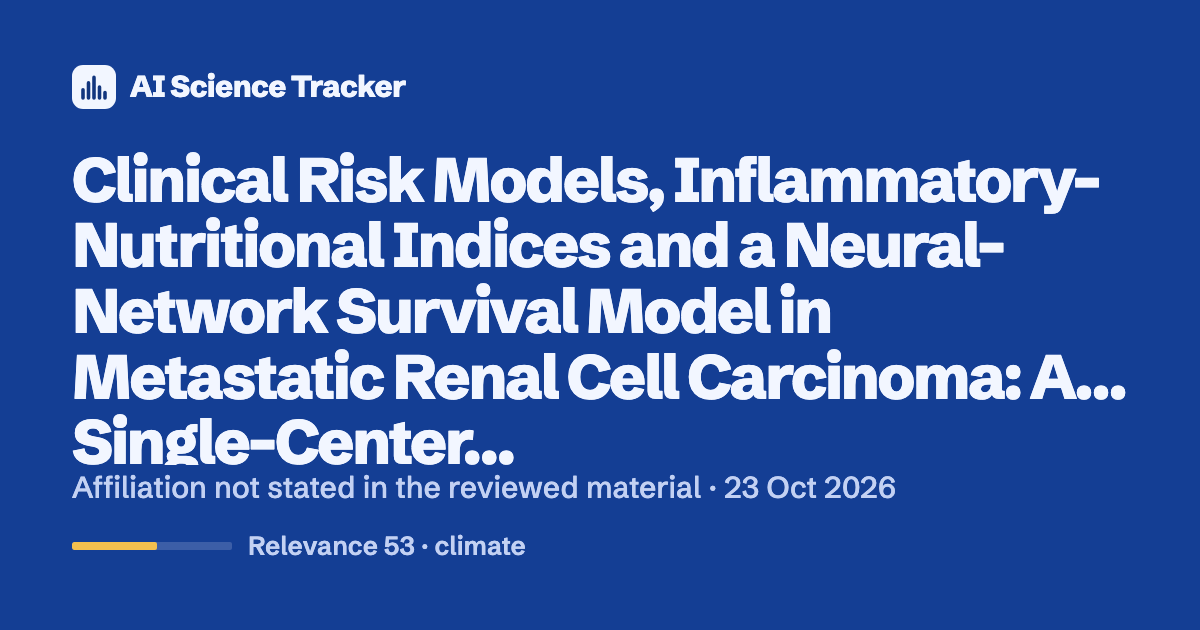 AI Science Tracker
Clinical Risk Models, Inflammatory-
Nutritional Indices and a Neural-
Network Survival Model in
Metastatic Renal Cell Carcinoma: A...
Single-Center...
Affiliation not stated in the reviewed material · 23 Oct 2026
Relevance 53 · climate